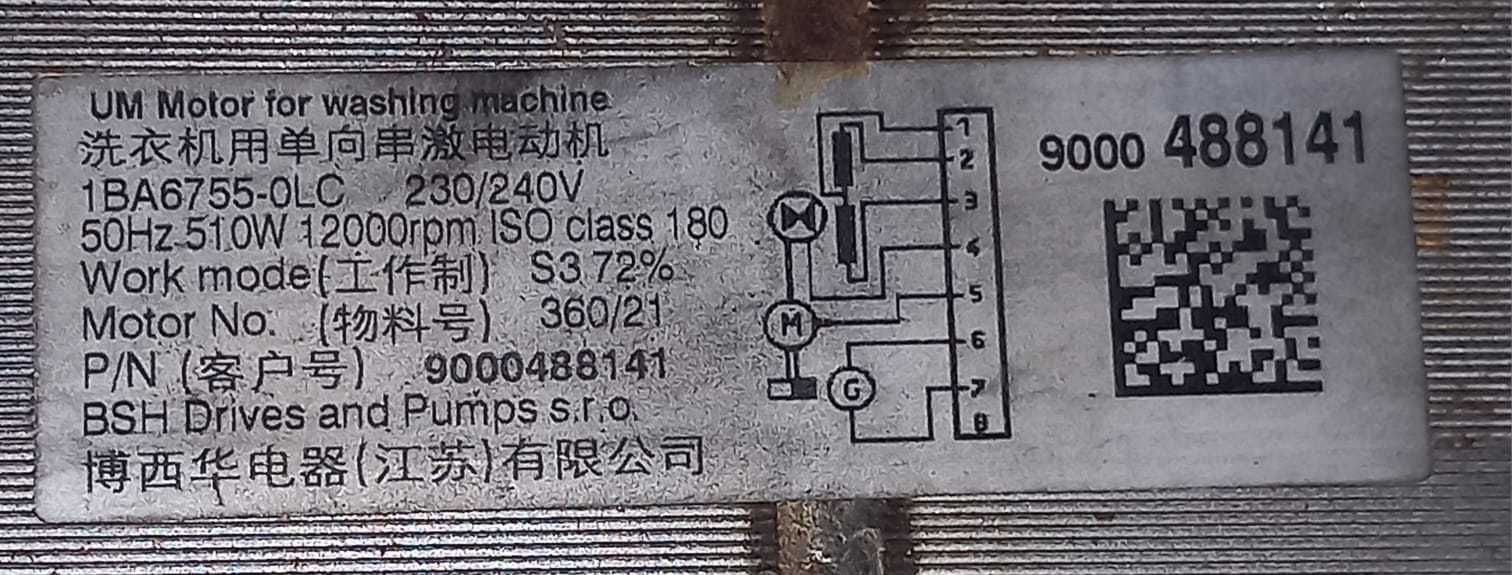 UM Motor for washing machine
洗衣机用单向串激电动机
1BA6755-0LC 230/240V
50Hz 510W 12000rpm ISO class 180
Work mode(工作制) S3 72%
Motor No. (物料号) 360/21
P/N (客户号) 9000488141
BSH Drives and Pumps s.r.o.
博西华电器(江苏)有限公司
1
2
3
4
5
6
7
8
M
G
9000 488141